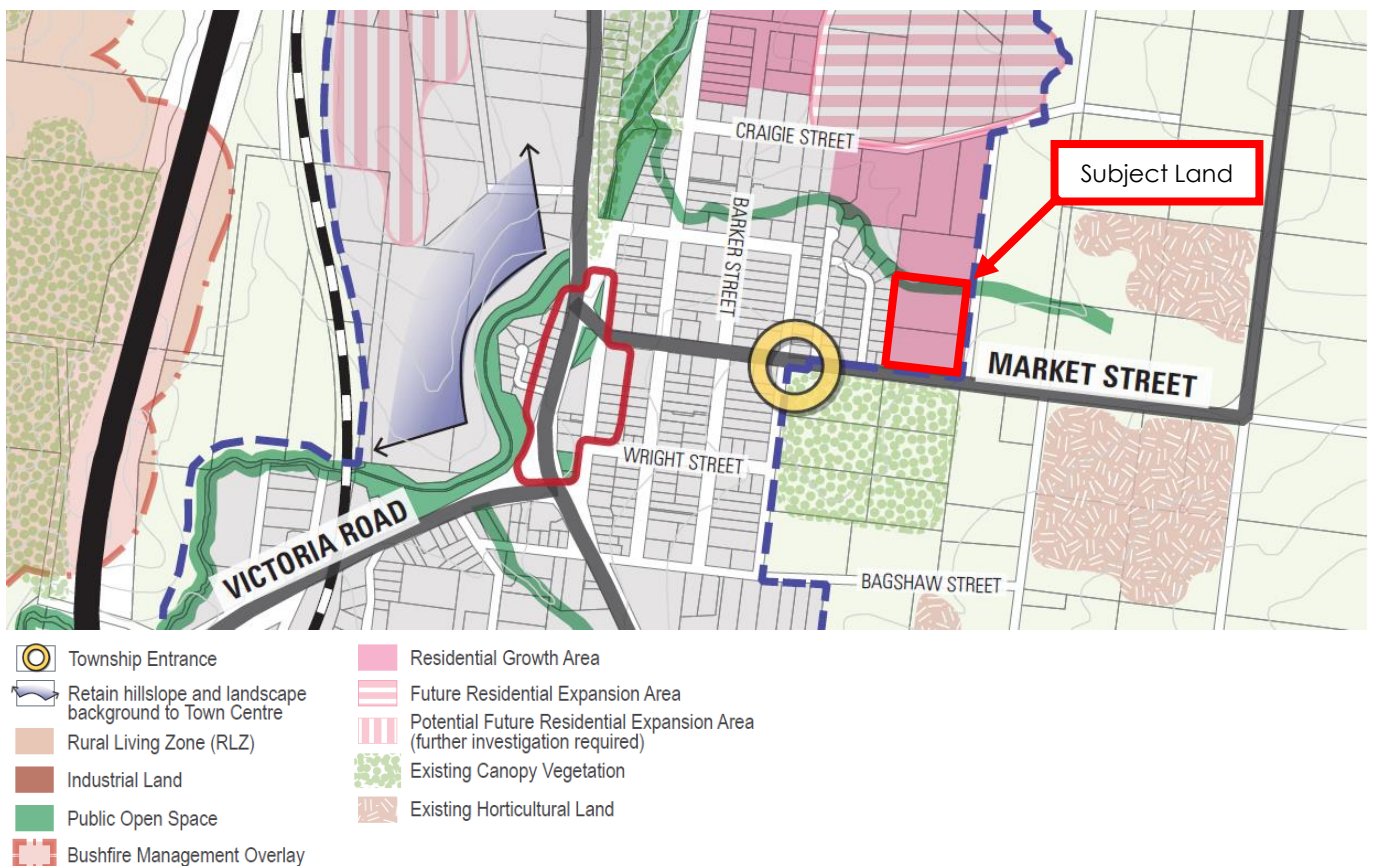 CRAIGIE STREET
Subject Land
BARKER STREET
MARKET STREET
WRIGHT STREET
VICTORIA ROAD
BAGSHAW STREET
Township Entrance
Retain hillslope and landscape
background to Town Centre
Rural Living Zone (RLZ)
Industrial Land
Public Open Space
Bushfire Management Overlay
Residential Growth Area
Future Residential Expansion Area
Potential Future Residential Expansion Area
(further investigation required)
Existing Canopy Vegetation
Existing Horticultural Land